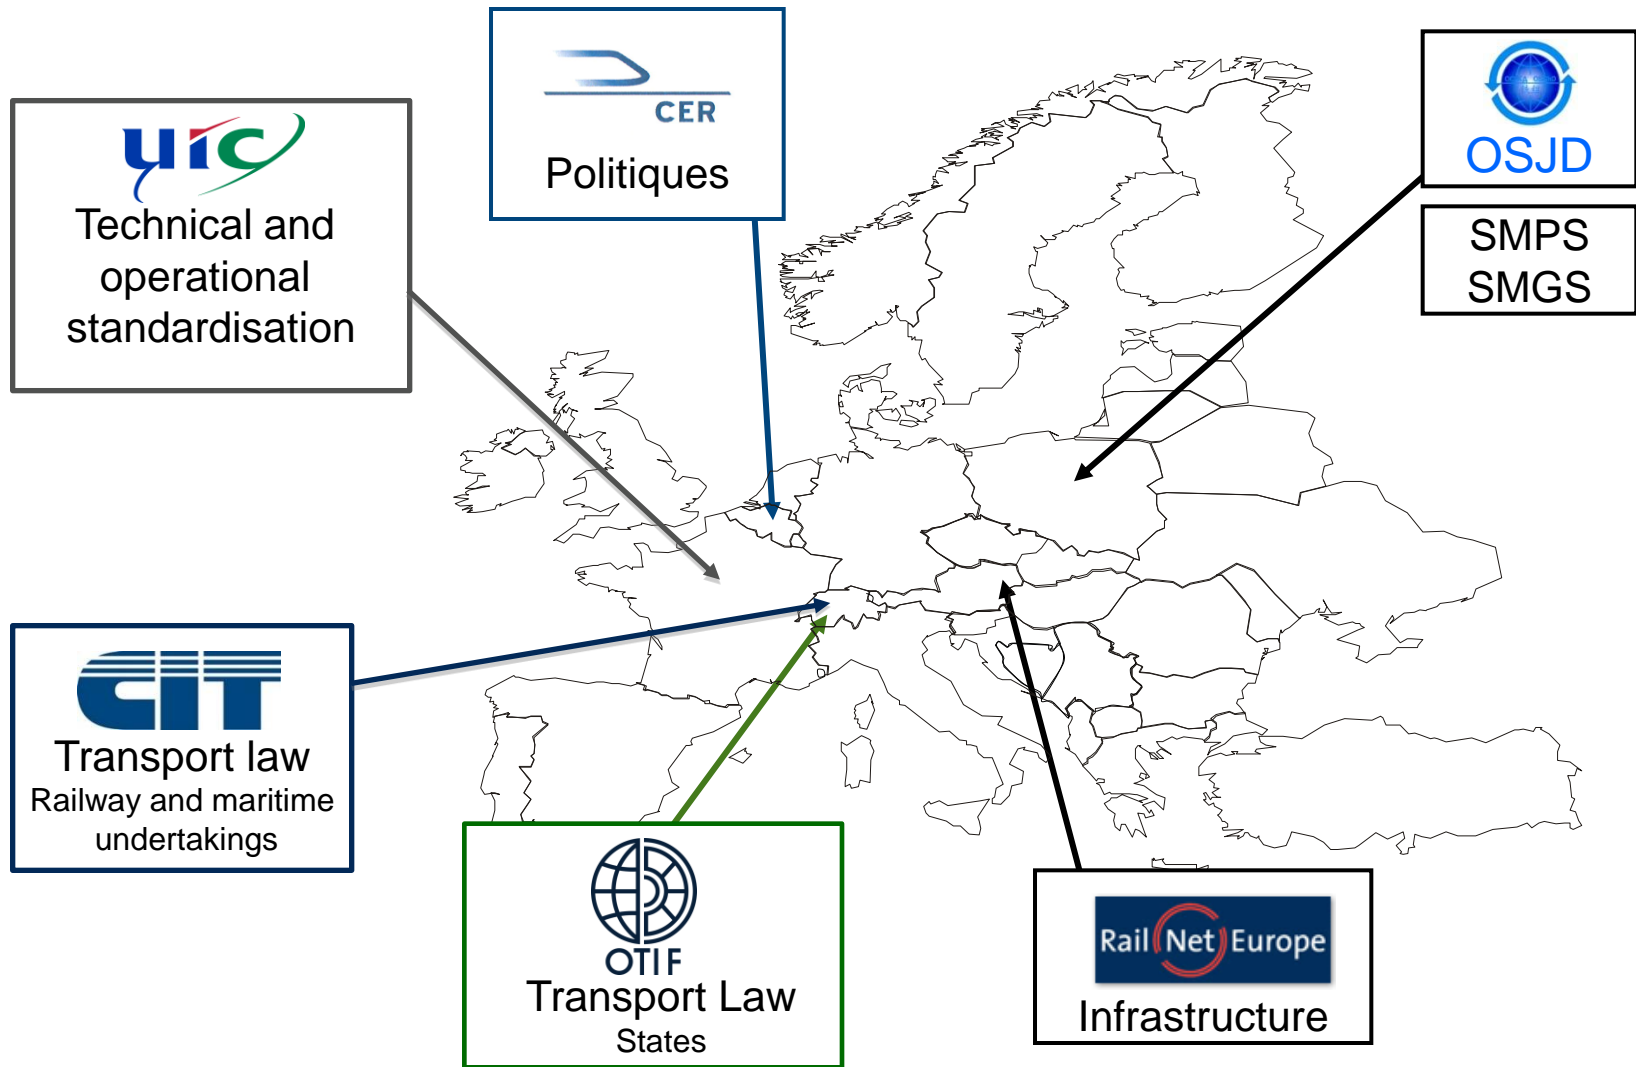 uic
Technical and
operational
standardisation
CER
Politiques
OSJD
SMPS
SMGS
CIT
Transport law
Railway and maritime
undertakings
OTIF
Transport Law
States
Rail Net Europe
Infrastructure